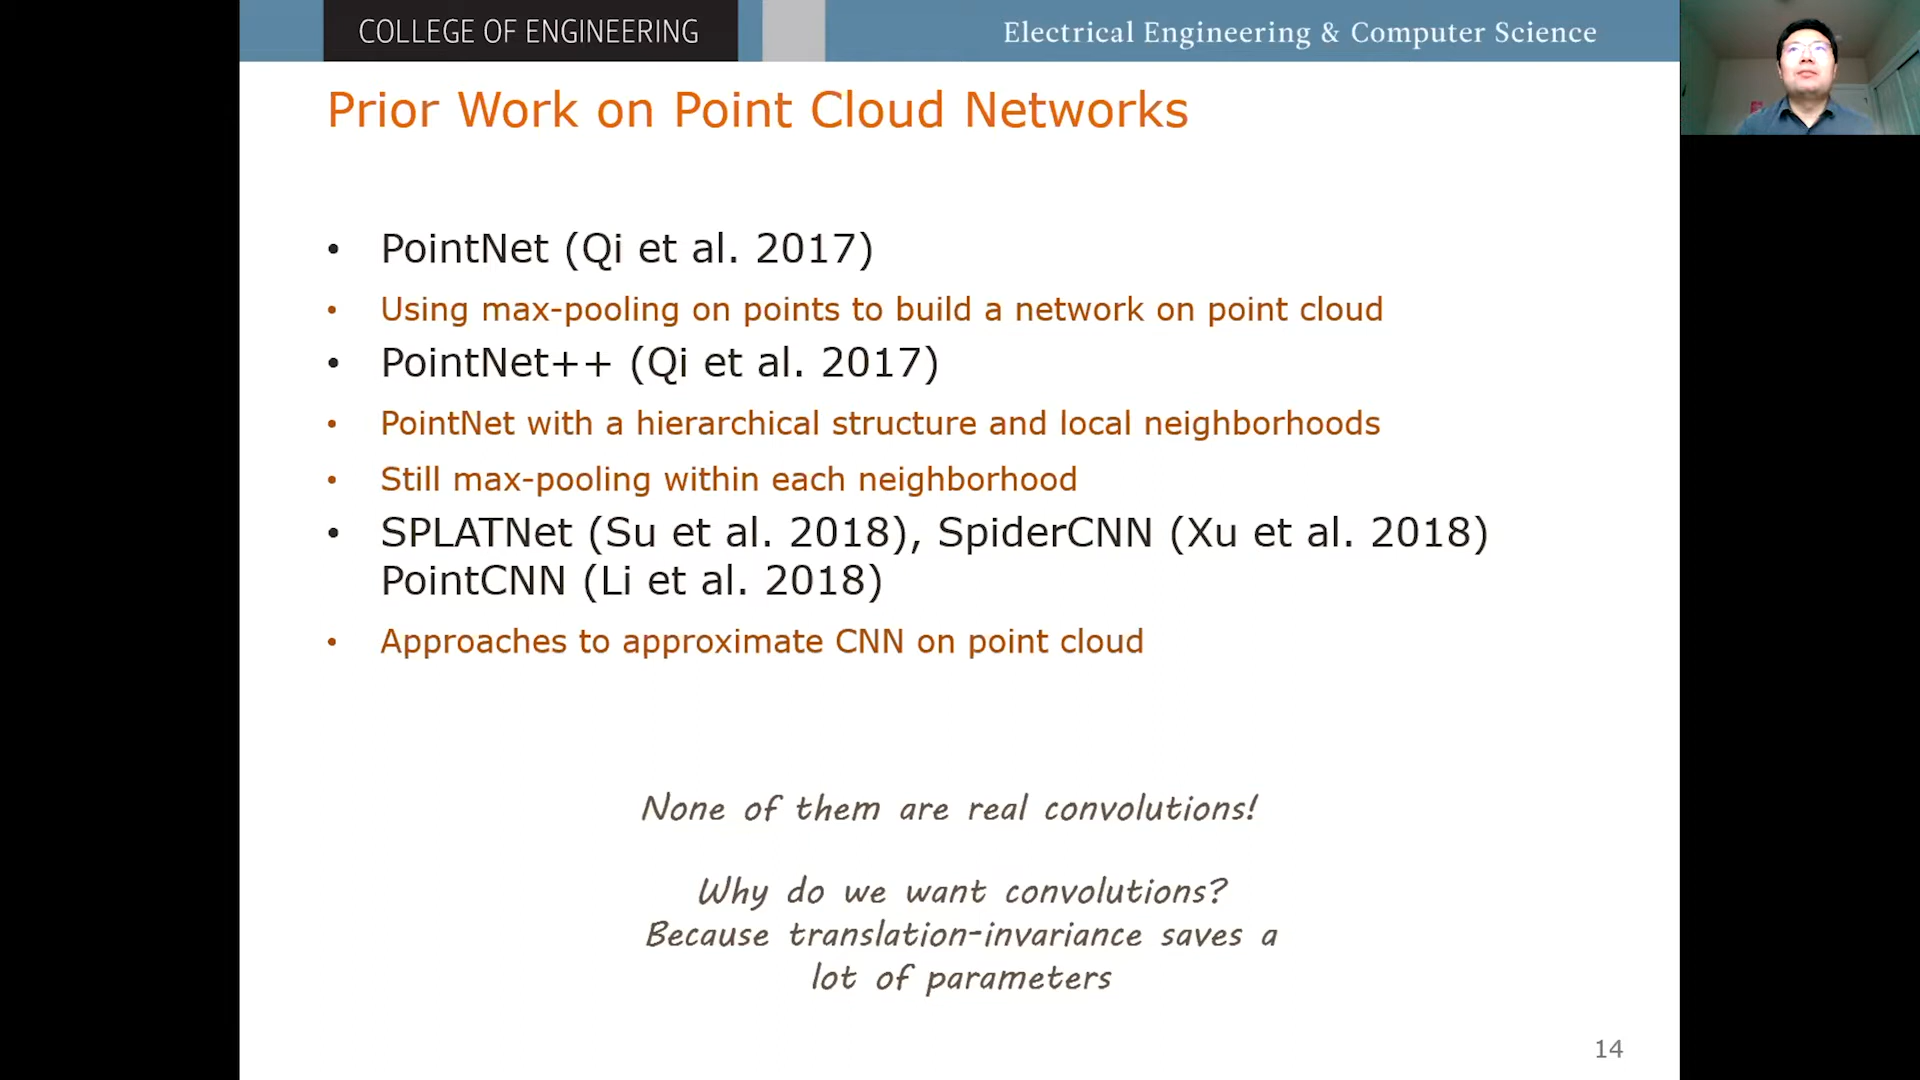 COLLEGE OF ENGINEERING
Electrical Engineering & Computer Science
Prior Work on Point Cloud Networks
• PointNet (Qi et al. 2017)
• Using max-pooling on points to build a network on point cloud
• PointNet++ (Qi et al. 2017)
• PointNet with a hierarchical structure and local neighborhoods
• Still max-pooling within each neighborhood
• SPLATNet (Su et al. 2018), SpiderCNN (Xu et al. 2018)
PointCNN (Li et al. 2018)
• Approaches to approximate CNN on point cloud
None of them are real convolutions!
Why do we want convolutions?
Because translation-invariance saves a
lot of parameters
14